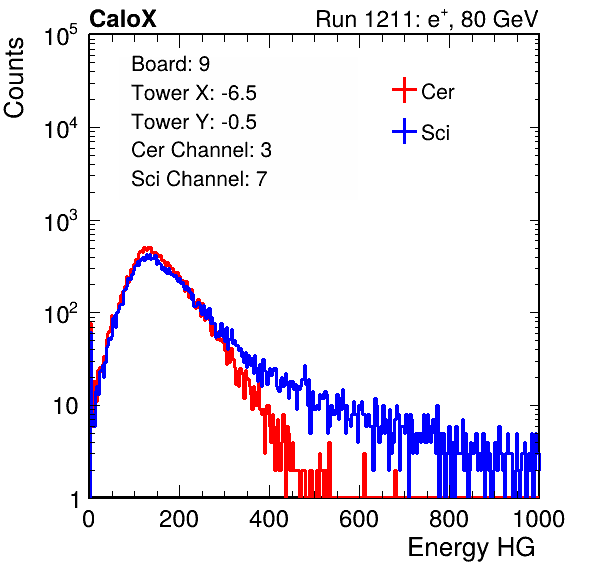 CaloX Run 1211: e⁺, 80 GeV
Counts
Board: 9
Tower X: -6.5
Tower Y: -0.5
Cer Channel: 3
Sci Channel: 7
Cer
Sci
10⁵
10⁴
10³
10²
10
1
0 200 400 600 800 1000
Energy HG